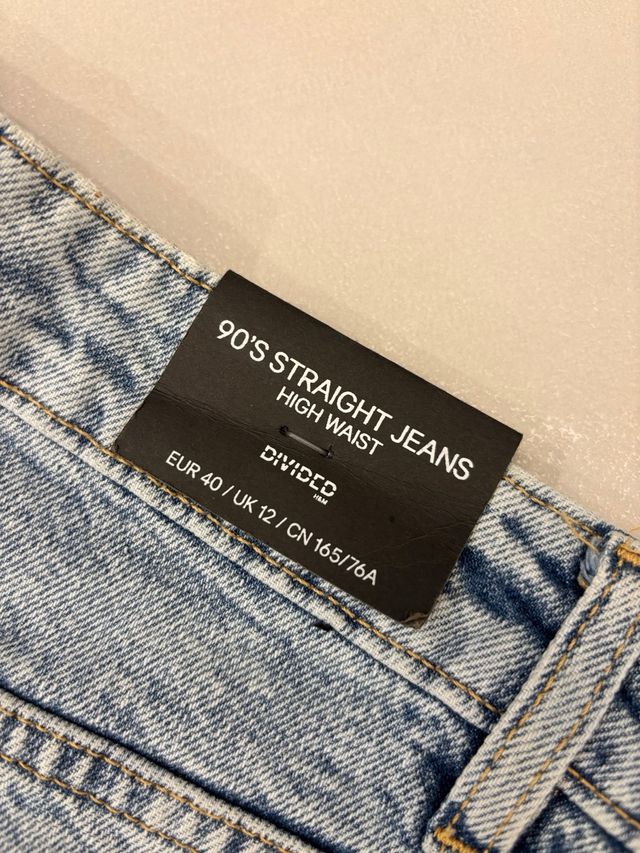 90'S STRAIGHT JEANS
HIGH WAIST
DIVIDED
H&M
EUR 40 / UK 12 / CN 165/76A